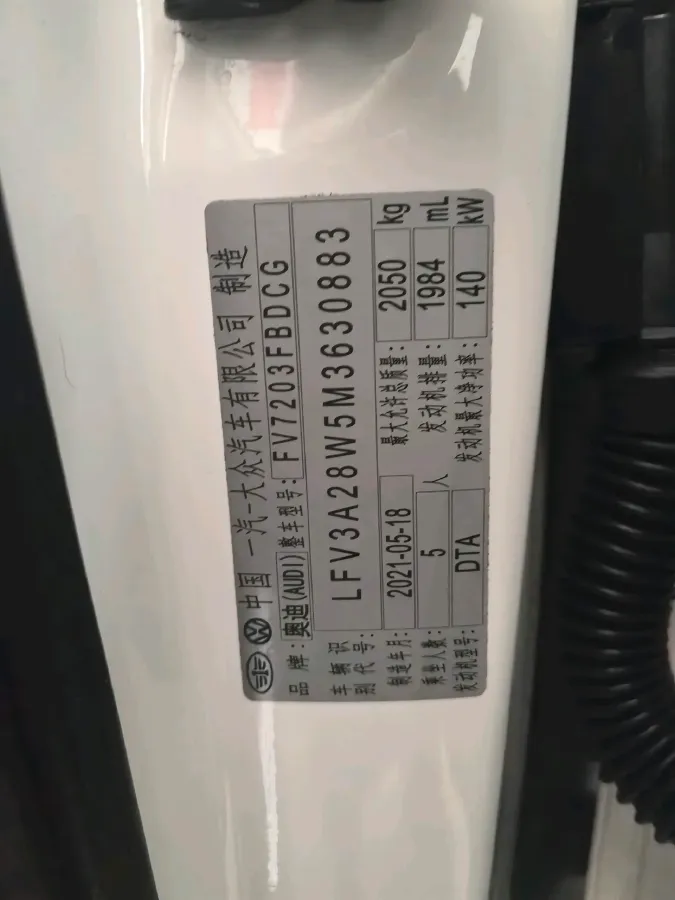 中国 一汽-大众汽车有限公司 制造
品牌：奥迪(AUDI) 整车型号：FV7203FBDCG
车辆识别代号：LFV3A28W5M3630883
制造年月：2021-05-18 最大允许总质量：2050 kg
乘坐人数：5 人 发动机排量：1984 mL
发动机型号：DTA 发动机最大净功率：140 kW